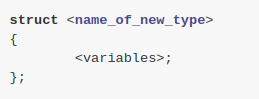 struct <name_of_new_type>
{
        <variables>;
};